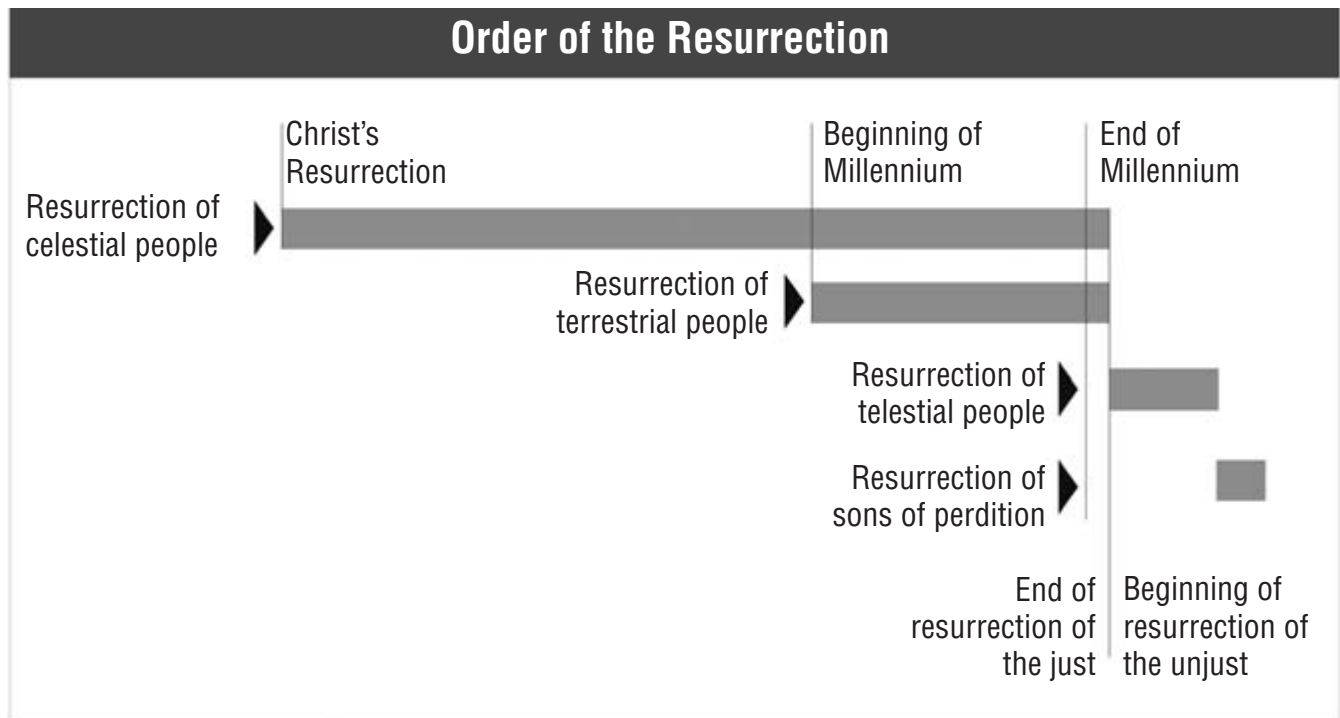 Order of the Resurrection
Christ’s
Resurrection
Beginning of
Millennium
End of
Millennium
Resurrection of
celestial people
Resurrection of
terrestrial people
Resurrection of
telestial people
Resurrection of
sons of perdition
End of
resurrection of
the just
Beginning of
resurrection of
the unjust